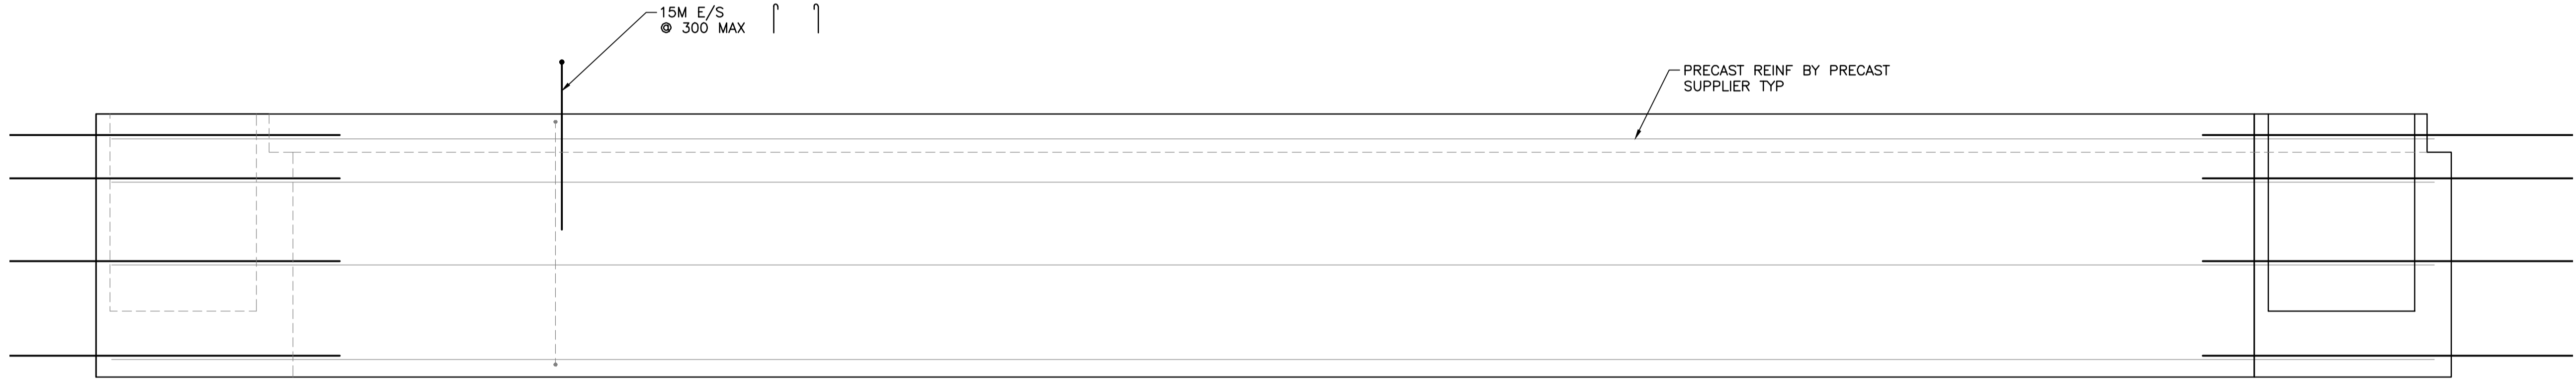 15M E/S
@ 300 MAX
PRECAST REINF BY PRECAST
SUPPLIER TYP